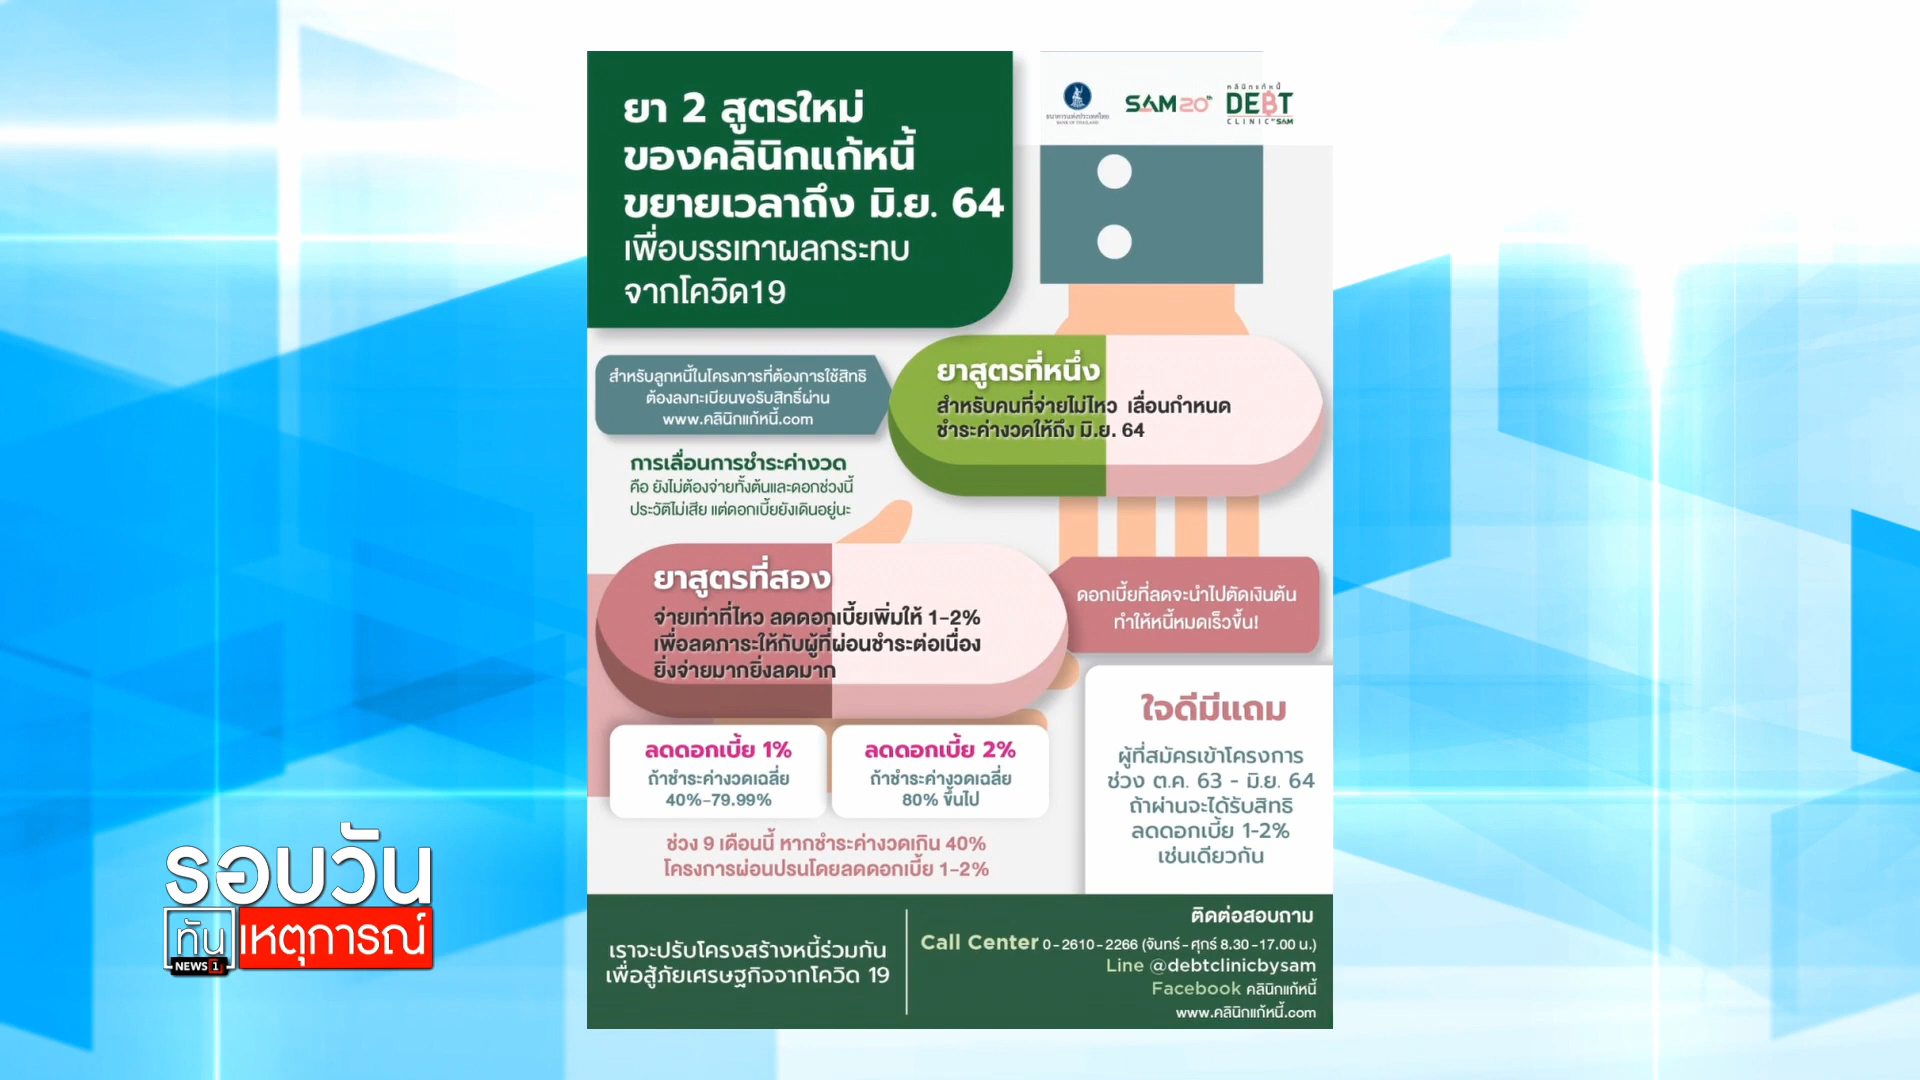 ยา 2 สูตรใหม่
ของคลินิกแก้หนี้
ขยายเวลาถึง มิ.ย. 64
เพื่อบรรเทาผลกระทบ
จากโควิด19
ธนาคารแห่งประเทศไทย
BANK OF THAILAND
SAM 20th
คลินิกแก้หนี้
DEBT
CLINIC BY SAM
สำหรับลูกหนี้ในโครงการที่ต้องการใช้สิทธิ
ต้องลงทะเบียนขอรับสิทธิ์ผ่าน
www.คลินิกแก้หนี้.com
ยาสูตรที่หนึ่ง
สำหรับคนที่จ่ายไม่ไหว เลื่อนกำหนด
ชำระค่างวดให้ถึง มิ.ย. 64
การเลื่อนการชำระค่างวด
คือ ยังไม่ต้องจ่ายทั้งต้นและดอกช่วงนี้
ประวัติไม่เสีย แต่ดอกเบี้ยยังเดินอยู่นะ
ยาสูตรที่สอง
จ่ายเท่าที่ไหว ลดดอกเบี้ยเพิ่มให้ 1-2%
เพื่อลดภาระให้กับผู้ที่ผ่อนชำระต่อเนื่อง
ยิ่งจ่ายมากยิ่งลดมาก
ดอกเบี้ยที่ลดจะนำไปตัดเงินต้น
ทำให้หนี้หมดเร็วขึ้น!
ลดดอกเบี้ย 1%
ถ้าชำระค่างวดเฉลี่ย
40%-79.99%
ลดดอกเบี้ย 2%
ถ้าชำระค่างวดเฉลี่ย
80% ขึ้นไป
ช่วง 9 เดือนนี้ หากชำระค่างวดเกิน 40%
โครงการผ่อนปรนโดยลดดอกเบี้ย 1-2%
ใจดีมีแถม
ผู้ที่สมัครเข้าโครงการ
ช่วง ต.ค. 63 - มิ.ย. 64
ถ้าผ่านจะได้รับสิทธิ
ลดดอกเบี้ย 1-2%
เช่นเดียวกัน
เราจะปรับโครงสร้างหนี้ร่วมกัน
เพื่อสู้ภัยเศรษฐกิจจากโควิด 19
ติดต่อสอบถาม
Call Center 0-2610-2266 (จันทร์-ศุกร์ 8.30-17.00 น.)
Line @debtclinicbysam
Facebook คลินิกแก้หนี้
www.คลินิกแก้หนี้.com
รอบวัน
ทันเหตุการณ์
NEWS 1